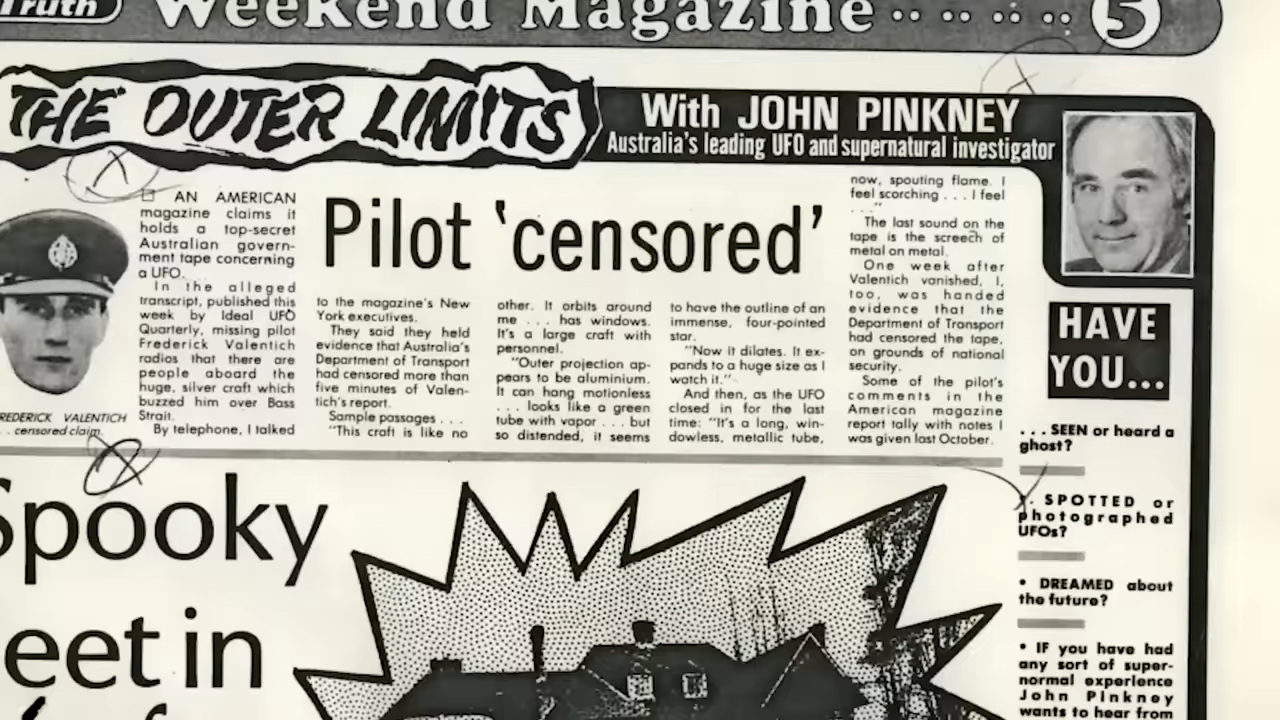 Truth
Weekend Magazine
5
THE OUTER LIMITS
With JOHN PINKNEY
Australia's leading UFO and supernatural investigator
Pilot 'censored'
AN AMERICAN
magazine claims it
holds a top-secret
Australian govern-
ment tape concerning
a UFO.
In the alleged
transcript, published this
week by Ideal UFO
Quarterly, missing pilot
Frederick Valentich
radios that there are
people aboard the
huge, silver craft which
buzzed him over Bass
Strait.
By telephone, I talked
to the magazine's New
York executives.
They said they held
evidence that Australia's
Department of Transport
had censored more than
five minutes of Valen-
tich's report.
Sample passages . . .
"This craft is like no
other. It orbits around
me . . . has windows.
It's a large craft with
personnel.
"Outer projection ap-
pears to be aluminium.
It can hang motionless
. . . looks like a green
tube with vapor . . . but
so distended, it seems
to have the outline of an
immense, four-pointed
star.
"Now it dilates. It ex-
pands to a huge size as I
watch it."
And then, as the UFO
closed in for the last
time: "It's a long, win-
dowless, metallic tube,
now, spouting flame. I
feel scorching . . . I feel
. . ."
The last sound on the
tape is the screech of
metal on metal.
One week after
Valentich vanished, I,
too, was handed
evidence that the
Department of Transport
had censored the tape,
on grounds of national
security.
Some of the pilot's
comments in the
American magazine
report tally with notes I
was given last October.
REDERICK VALENTICH
. . . censored claim.
HAVE
YOU...
. . . SEEN or heard a
ghost?
SPOTTED or
photographed
UFOs?
• DREAMED about
the future?
• IF you have had
any sort of super-
normal experience
John Pinkney
wants to hear from
Spooky
eet in